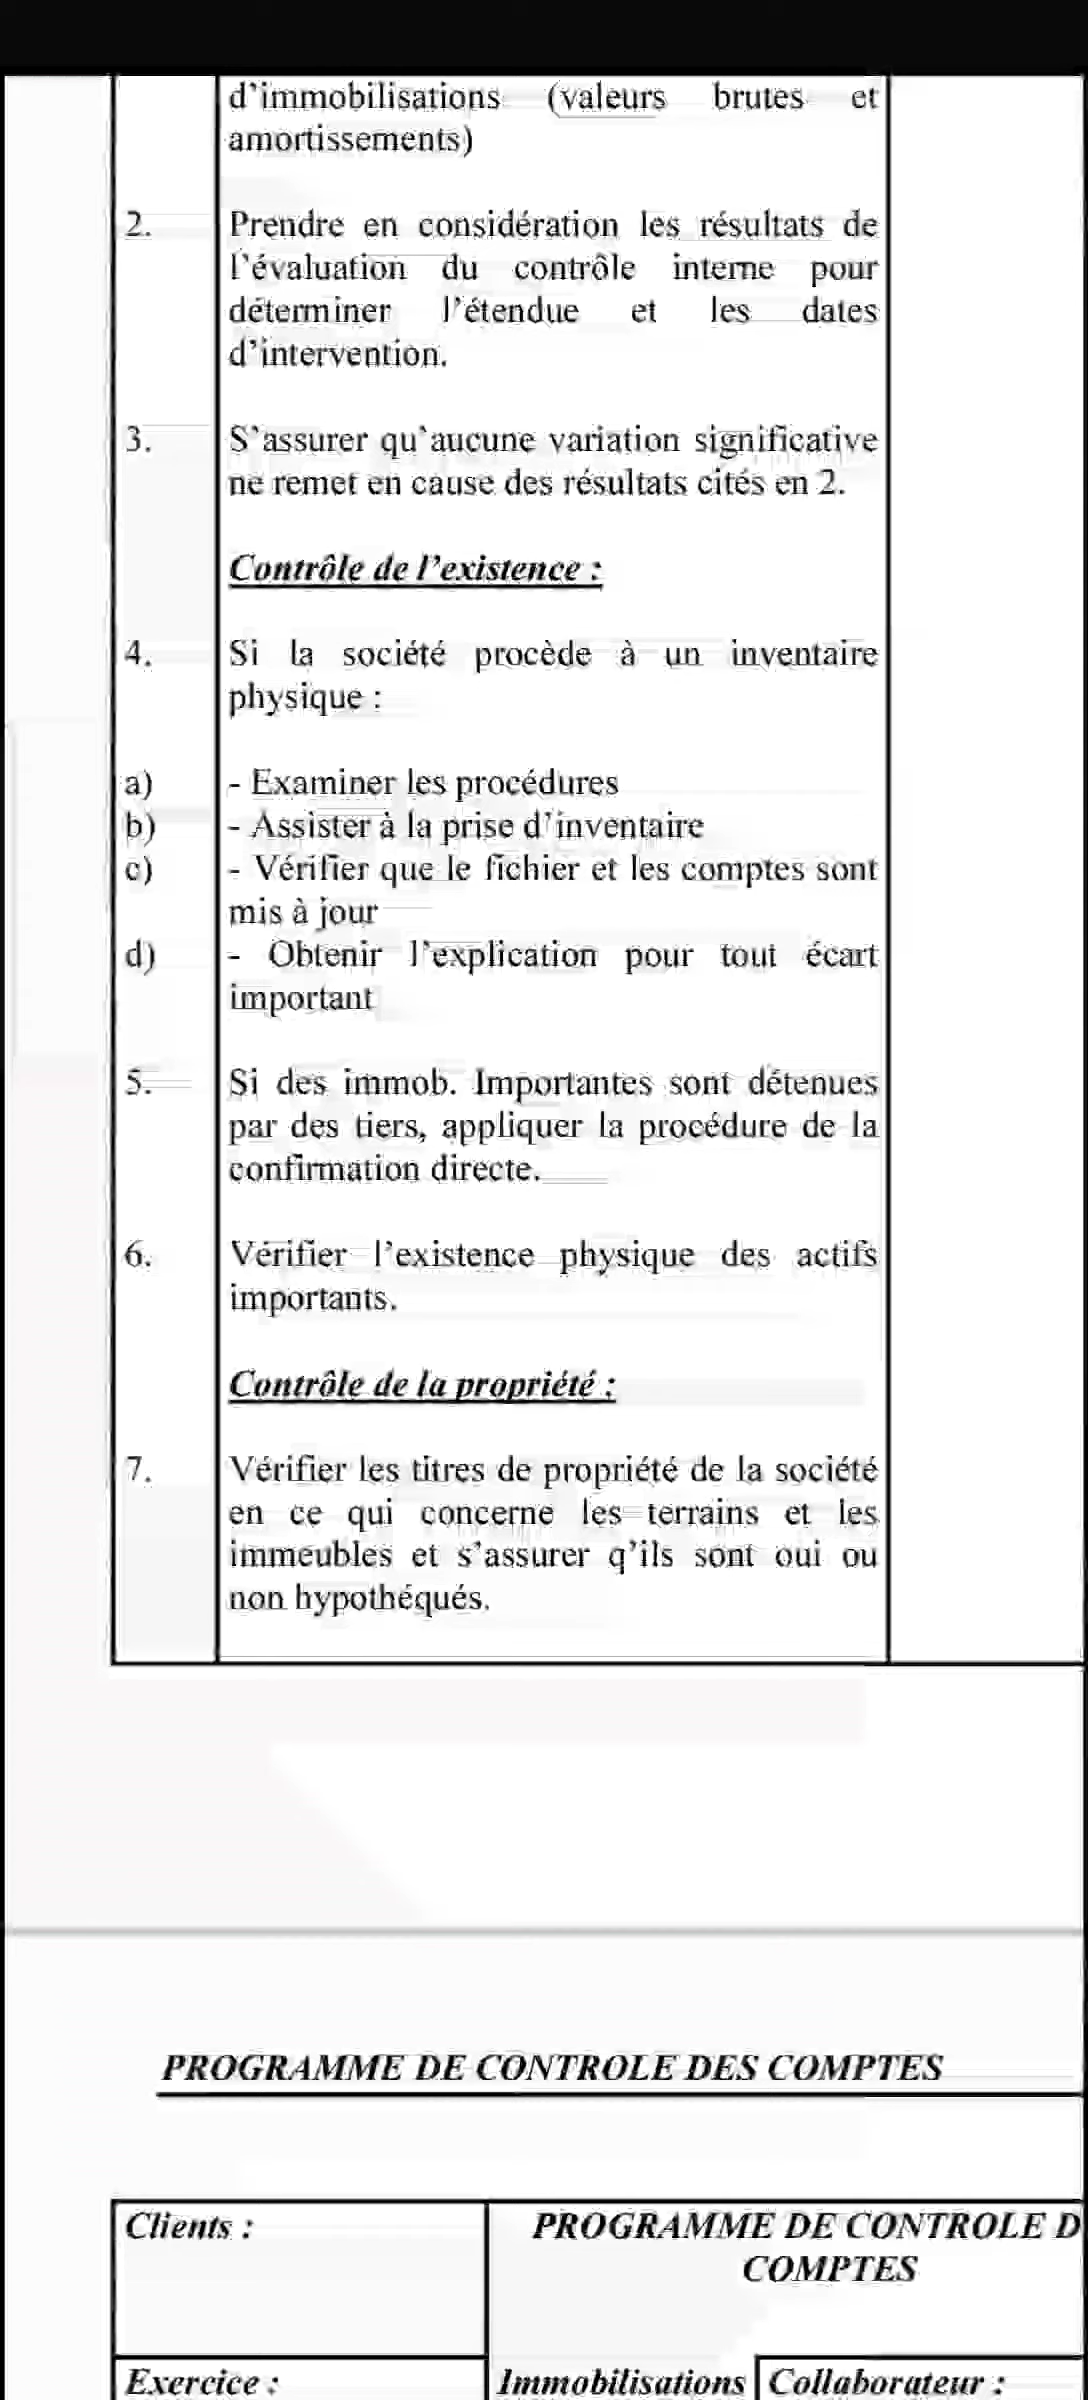 d'immobilisations (valeurs brutes et
amortissements)
2. Prendre en considération les résultats de
l'évaluation du contrôle interne pour
déterminer l'étendue et les dates
d'intervention.
3. S'assurer qu'aucune variation significative
ne remet en cause des résultats cités en 2.
Contrôle de l'existence :
4. Si la société procède à un inventaire
physique :
a) - Examiner les procédures
b) - Assister à la prise d'inventaire
c) - Vérifier que le fichier et les comptes sont
mis à jour
d) - Obtenir l'explication pour tout écart
important
5. Si des immob. Importantes sont détenues
par des tiers, appliquer la procédure de la
confirmation directe.
6. Vérifier l'existence physique des actifs
importants.
Contrôle de la propriété :
7. Vérifier les titres de propriété de la société
en ce qui concerne les terrains et les
immeubles et s'assurer q'ils sont oui ou
non hypothéqués.
PROGRAMME DE CONTROLE DES COMPTES
Clients : PROGRAMME DE CONTROLE D
COMPTES
Exercice : Immobilisations Collaborateur :